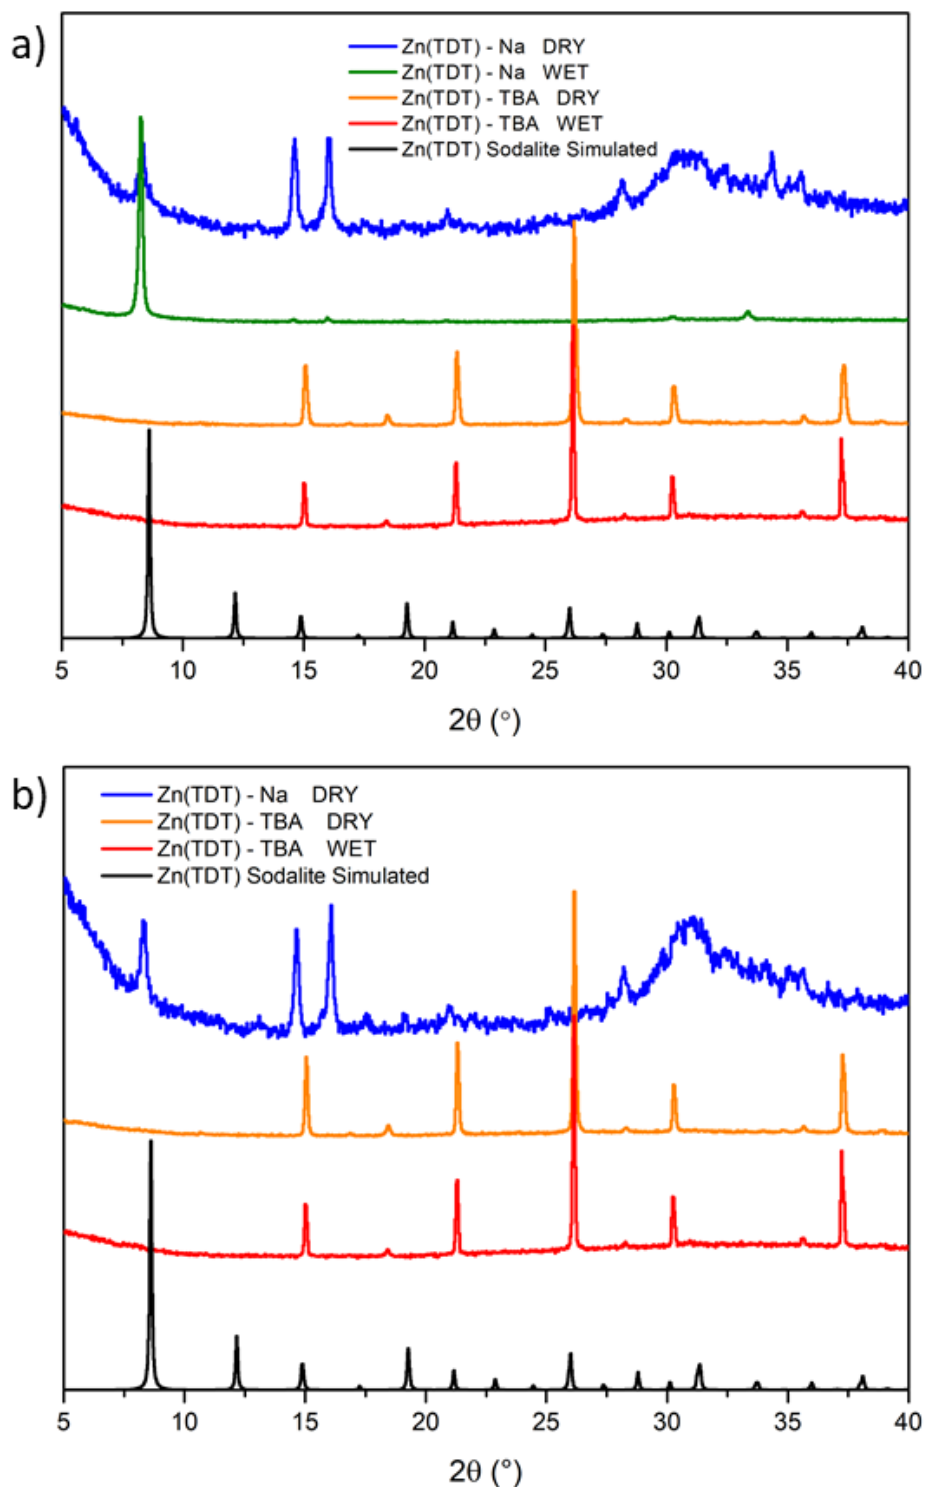 a)
Zn(TDT) - Na DRY
Zn(TDT) - Na WET
Zn(TDT) - TBA DRY
Zn(TDT) - TBA WET
Zn(TDT) Sodalite Simulated
5 10 15 20 25 30 35 40
2θ (°)
b)
Zn(TDT) - Na DRY
Zn(TDT) - TBA DRY
Zn(TDT) - TBA WET
Zn(TDT) Sodalite Simulated
5 10 15 20 25 30 35 40
2θ (°)